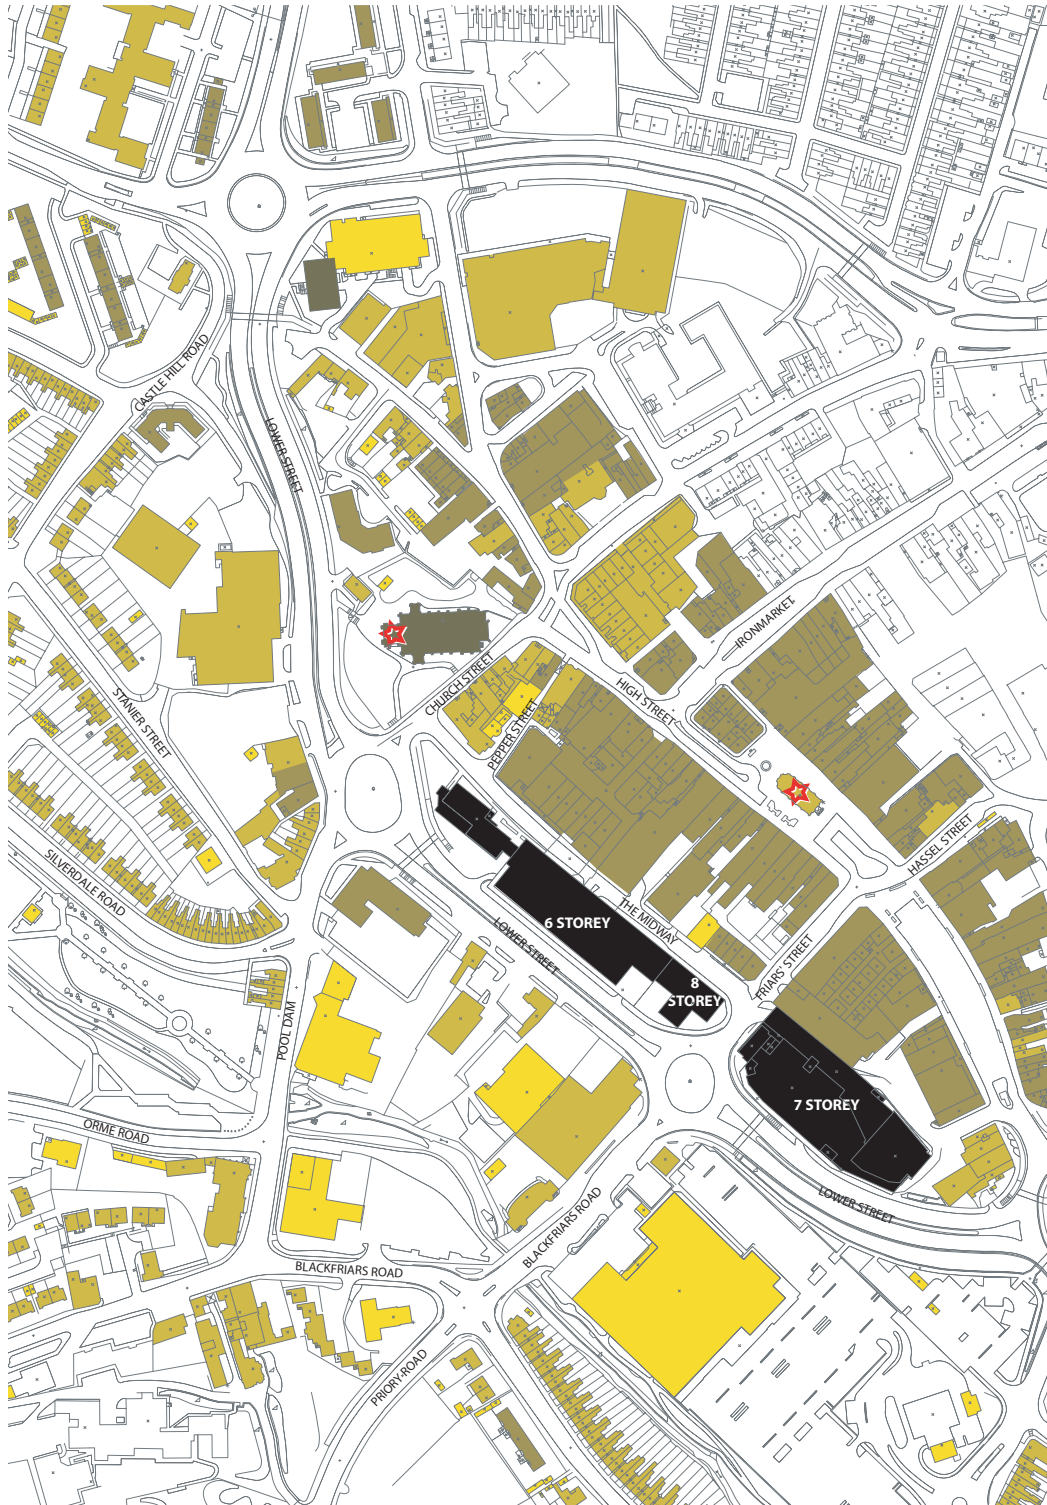 CASTLE HILL ROAD
LOWER STREET
IRONMARKET
CHURCH STREET
HIGH STREET
STANIER STREET
PEPPER STREET
HASSEL STREET
SILVERDALE ROAD
6 STOREY
THE MIDWAY
LOWER STREET
FRIARS' STREET
8
STOREY
POOL DAM
7 STOREY
ORME ROAD
LOWER STREET
BLACKFRIARS ROAD
BLACKFRIARS ROAD
PRIORY ROAD